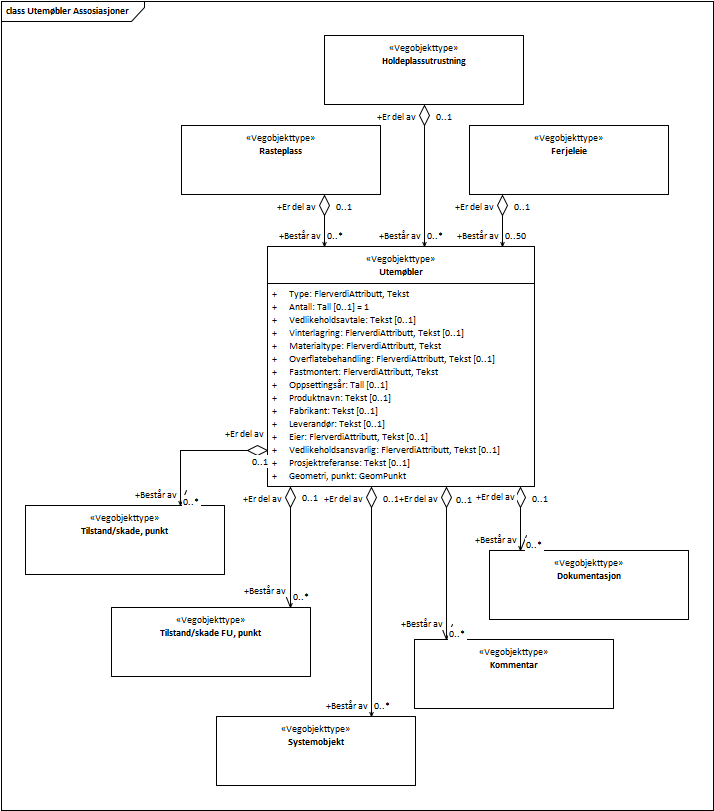 class Utemøbler Assosiasjoner
«Vegobjekttype»
Holdeplassutrustning
+Er del av 0..1
«Vegobjekttype»
Rasteplass
«Vegobjekttype»
Ferjeleie
+Er del av 0..1
+Er del av 0..1
+Består av 0..*
+Består av 0..*
+Består av 0..50
«Vegobjekttype»
Utemøbler
+ Type: FlerverdiAttributt, Tekst
+ Antall: Tall [0..1] = 1
+ Vedlikeholdsavtale: Tekst [0..1]
+ Vinterlagring: FlerverdiAttributt, Tekst [0..1]
+ Materialtype: FlerverdiAttributt, Tekst
+ Overflatebehandling: FlerverdiAttributt, Tekst [0..1]
+ Fastmontert: FlerverdiAttributt, Tekst
+ Oppsettingsår: Tall [0..1]
+ Produktnavn: Tekst [0..1]
+ Fabrikant: Tekst [0..1]
+ Leverandør: Tekst [0..1]
+ Eier: FlerverdiAttributt, Tekst [0..1]
+ Vedlikeholdsansvarlig: FlerverdiAttributt, Tekst [0..1]
+ Prosjektreferanse: Tekst [0..1]
+ Geometri, punkt: GeomPunkt
+Er del av
0..1
+Består av
0..*
+Er del av 0..1
+Er del av 0..1
+Er del av 0..1
+Er del av 0..1
«Vegobjekttype»
Tilstand/skade, punkt
+Består av
0..*
«Vegobjekttype»
Dokumentasjon
+Består av
0..*
«Vegobjekttype»
Tilstand/skade FU, punkt
+Består av
0..*
«Vegobjekttype»
Kommentar
+Består av 0..*
«Vegobjekttype»
Systemobjekt